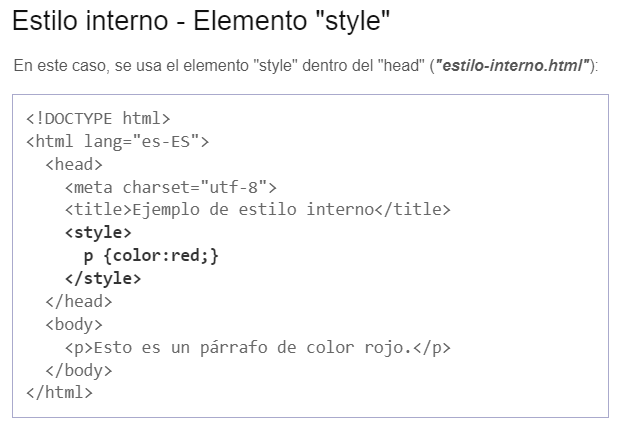 Estilo interno - Elemento "style"
En este caso, se usa el elemento "style" dentro del "head" ("estilo-interno.html"):
<!DOCTYPE html>
<html lang="es-ES">
  <head>
    <meta charset="utf-8">
    <title>Ejemplo de estilo interno</title>
    <style>
      p {color:red;}
    </style>
  </head>
  <body>
    <p>Esto es un párrafo de color rojo.</p>
  </body>
</html>